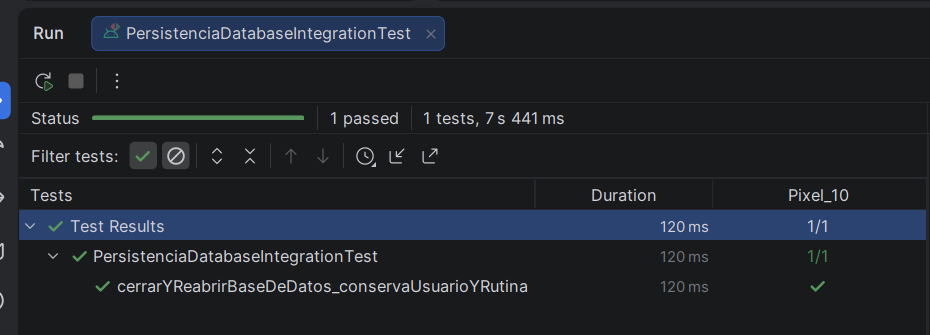 Run PersistenciaDatabaseIntegrationTest
Status 1 passed 1 tests, 7 s 441 ms
Filter tests:
Tests Duration Pixel_10
Test Results 120 ms 1/1
PersistenciaDatabaseIntegrationTest 120 ms 1/1
cerrarYReabrirBaseDeDatos_conservaUsuarioYRutina 120 ms